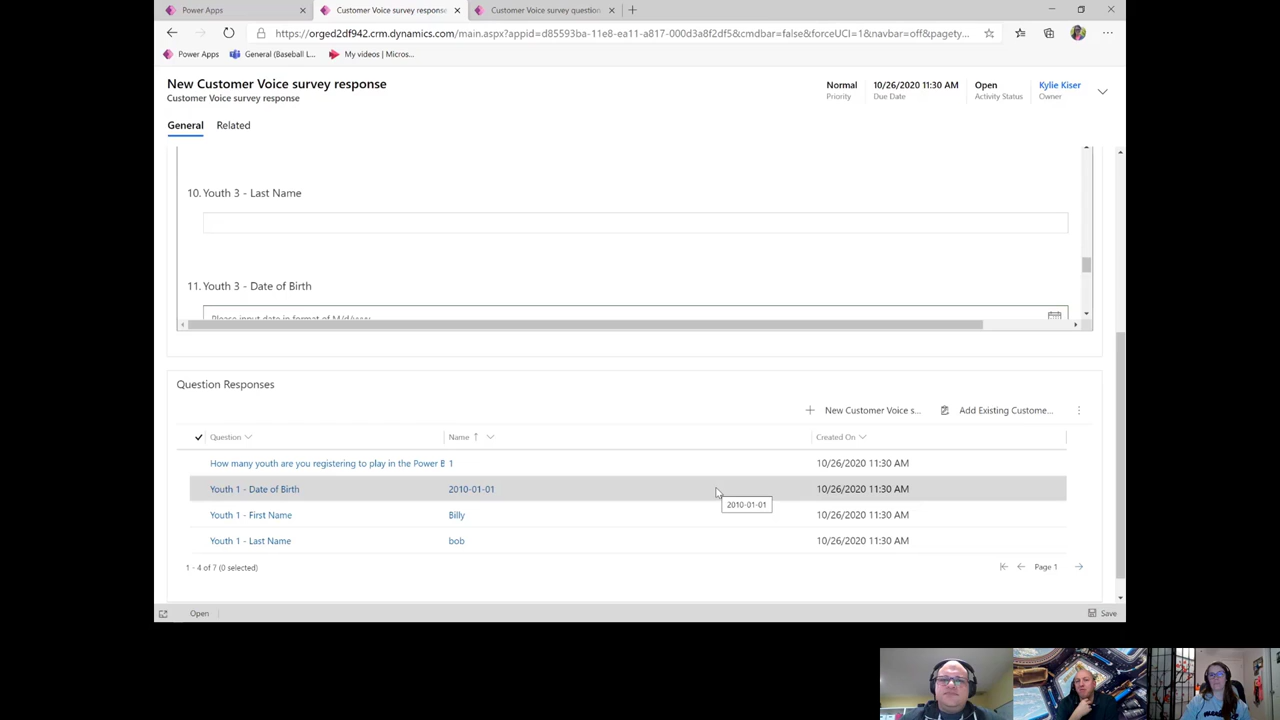 Power Apps
Customer Voice survey response
Customer Voice survey question
https://orged2df942.crm.dynamics.com/main.aspx?appid=d85593ba-11e8-ea11-a817-000d3a8f2df5&cmdbar=false&forceUCI=1&navbar=off&pagety...
Power Apps
General (Baseball L...
My videos | Micros...
New Customer Voice survey response
Customer Voice survey response
Normal
Priority
10/26/2020 11:30 AM
Due Date
Open
Activity Status
Kylie Kiser
Owner
General
Related
10. Youth 3 - Last Name
11. Youth 3 - Date of Birth
Please input date in format of M/d/yyyy
Question Responses
New Customer Voice s...
Add Existing Custome...
Question
Name
Created On
How many youth are you registering to play in the Power B 1 10/26/2020 11:30 AM
Youth 1 - Date of Birth 2010-01-01 10/26/2020 11:30 AM
2010-01-01
Youth 1 - First Name Billy 10/26/2020 11:30 AM
Youth 1 - Last Name bob 10/26/2020 11:30 AM
1 - 4 of 7 (0 selected)
Page 1
Open
Save